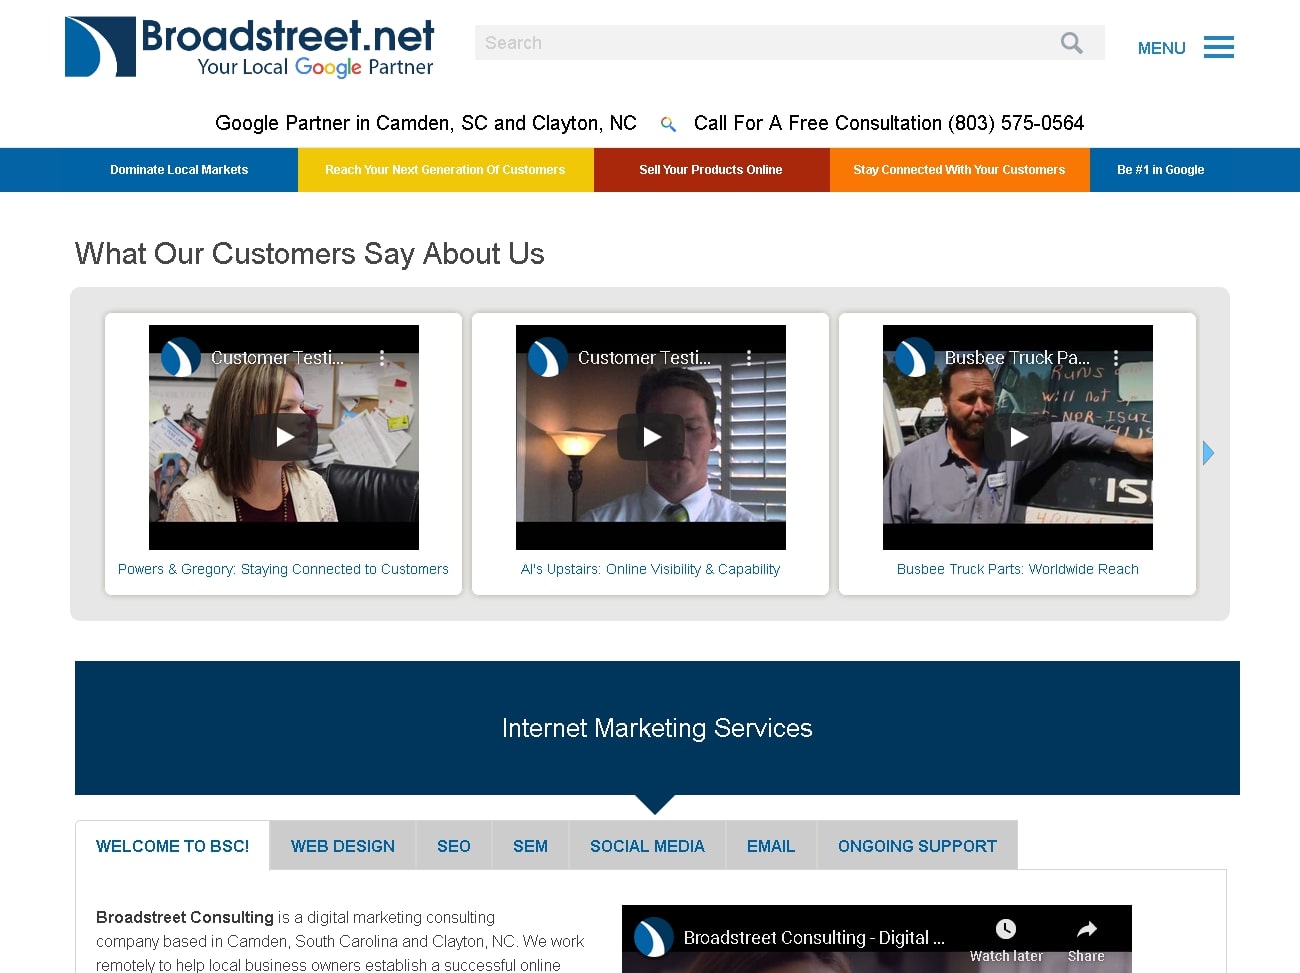 Broadstreet.net
Your Local Google Partner
Search
MENU
Google Partner in Camden, SC and Clayton, NC
Call For A Free Consultation (803) 575-0564
Dominate Local Markets
Reach Your Next Generation Of Customers
Sell Your Products Online
Stay Connected With Your Customers
Be #1 in Google
What Our Customers Say About Us
Customer Testi...
Customer Testi...
Busbee Truck Pa...
will not
Powers & Gregory: Staying Connected to Customers
Al's Upstairs: Online Visibility & Capability
Busbee Truck Parts: Worldwide Reach
Internet Marketing Services
WELCOME TO BSC!
WEB DESIGN
SEO
SEM
SOCIAL MEDIA
EMAIL
ONGOING SUPPORT
Broadstreet Consulting is a digital marketing consulting
company based in Camden, South Carolina and Clayton, NC. We work
remotely to help local business owners establish a successful online
Broadstreet Consulting - Digital ...
Watch later
Share